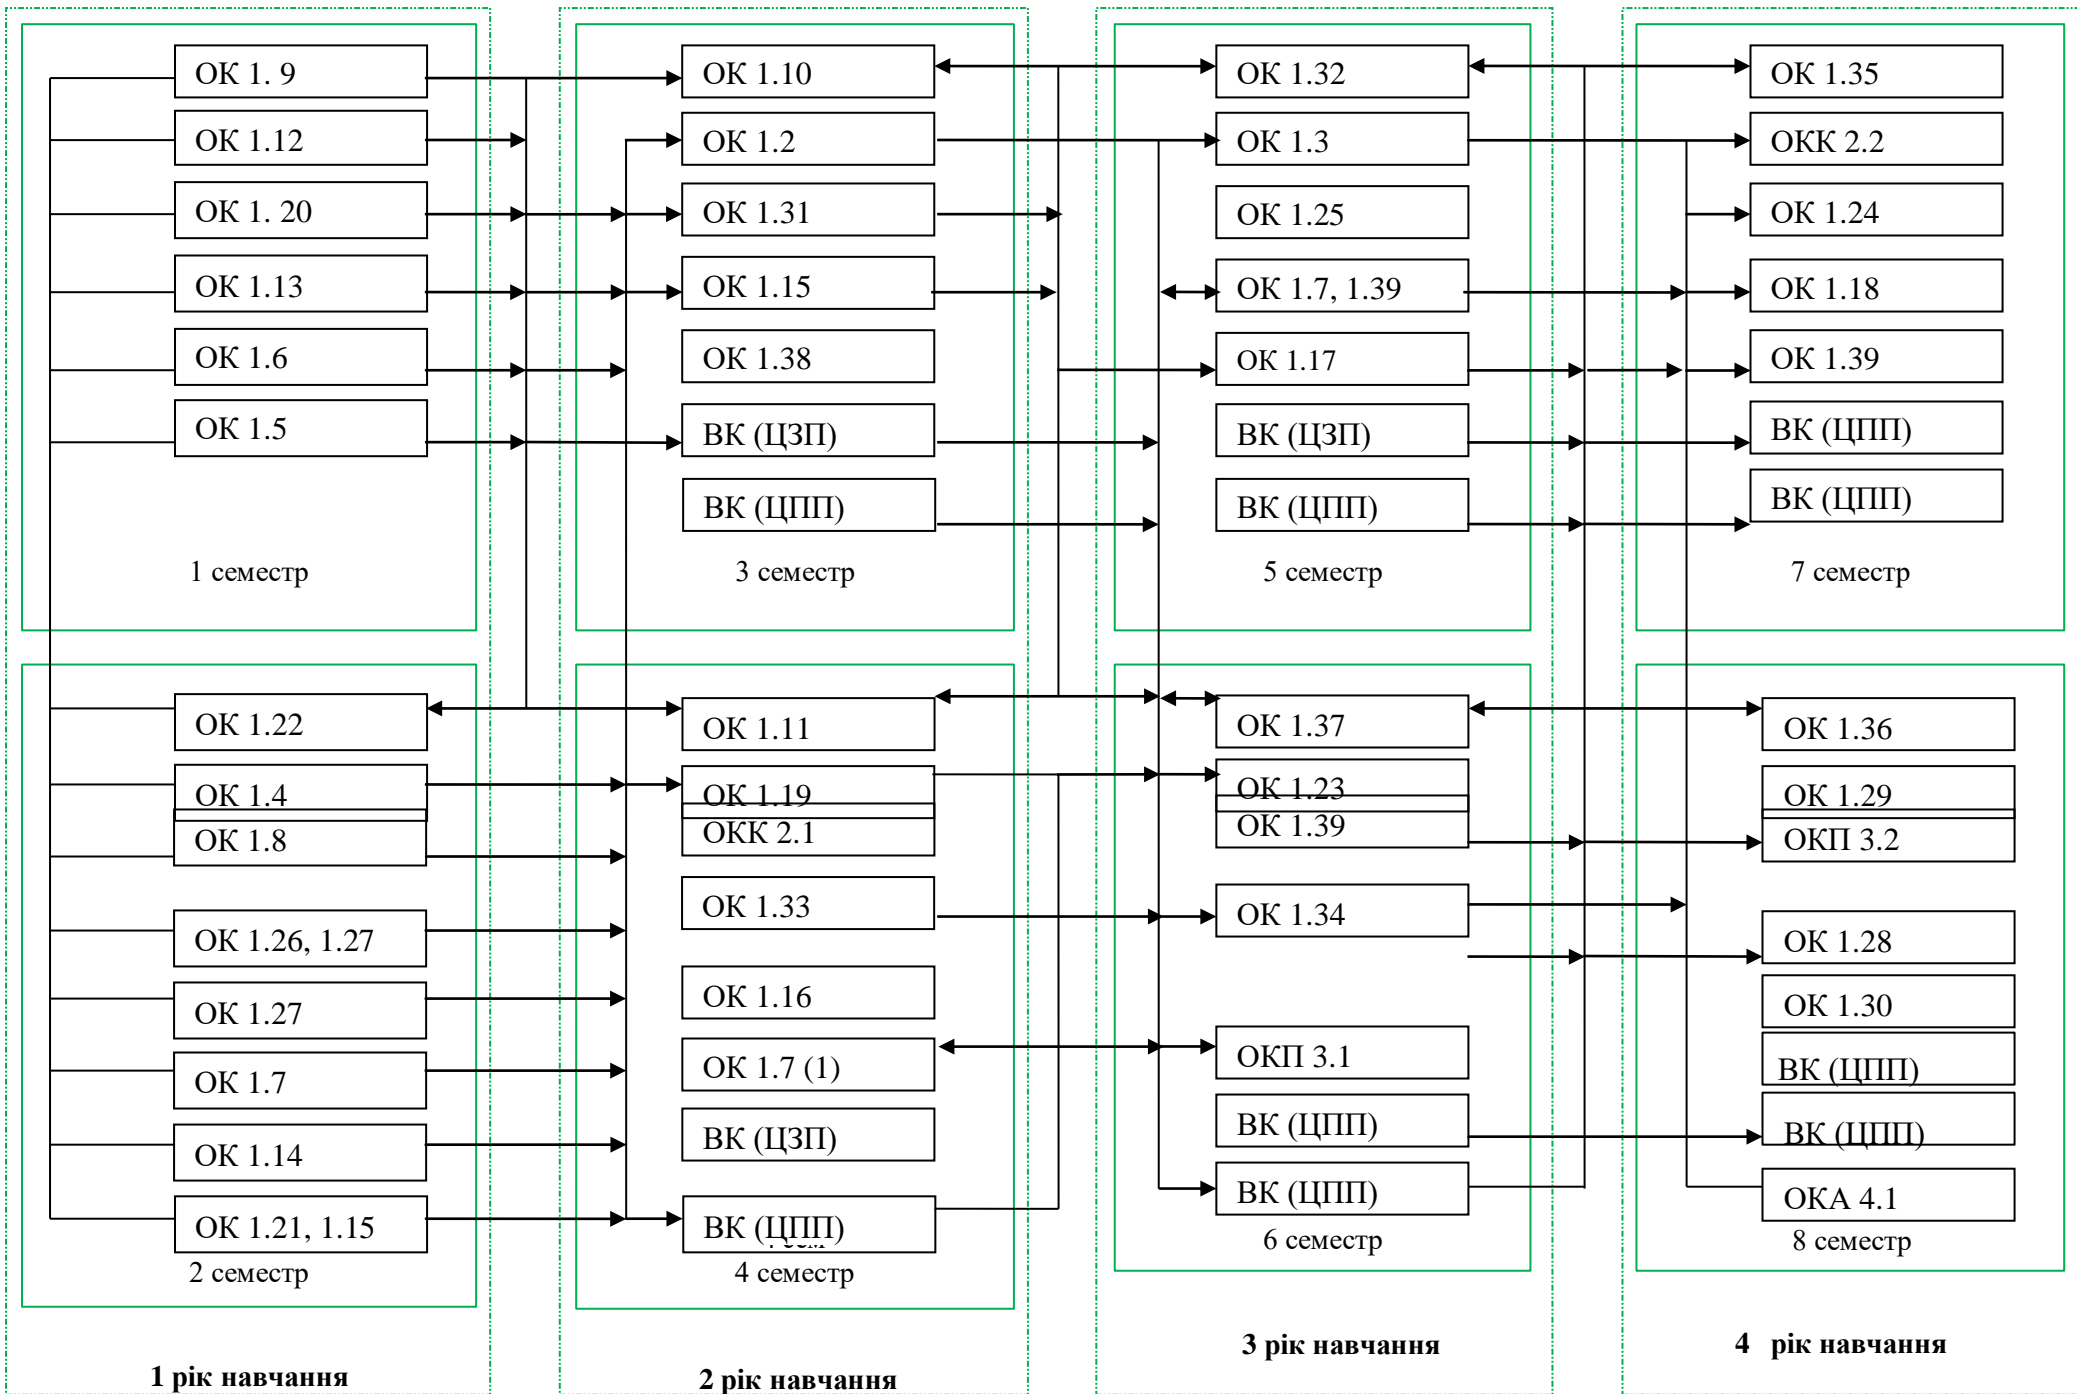 ОК 1. 9
ОК 1.12
ОК 1. 20
ОК 1.13
ОК 1.6
ОК 1.5
1 семестр
ОК 1.22
ОК 1.4
ОК 1.8
ОК 1.26, 1.27
ОК 1.27
ОК 1.7
ОК 1.14
ОК 1.21, 1.15
2 семестр
1 рік навчання
ОК 1.10
ОК 1.2
ОК 1.31
ОК 1.15
ОК 1.38
ВК (ЦЗП)
ВК (ЦПП)
3 семестр
ОК 1.11
ОК 1.19
ОКК 2.1
ОК 1.33
ОК 1.16
ОК 1.7 (1)
ВК (ЦЗП)
ВК (ЦПП)
4 семестр
2 рік навчання
ОК 1.32
ОК 1.3
ОК 1.25
ОК 1.7, 1.39
ОК 1.17
ВК (ЦЗП)
ВК (ЦПП)
5 семестр
ОК 1.37
ОК 1.23
ОК 1.39
ОК 1.34
ОКП 3.1
ВК (ЦПП)
ВК (ЦПП)
6 семестр
3 рік навчання
ОК 1.35
ОКК 2.2
ОК 1.24
ОК 1.18
ОК 1.39
ВК (ЦПП)
ВК (ЦПП)
7 семестр
ОК 1.36
ОК 1.29
ОКП 3.2
ОК 1.28
ОК 1.30
ВК (ЦПП)
ВК (ЦПП)
ОКА 4.1
8 семестр
4 рік навчання